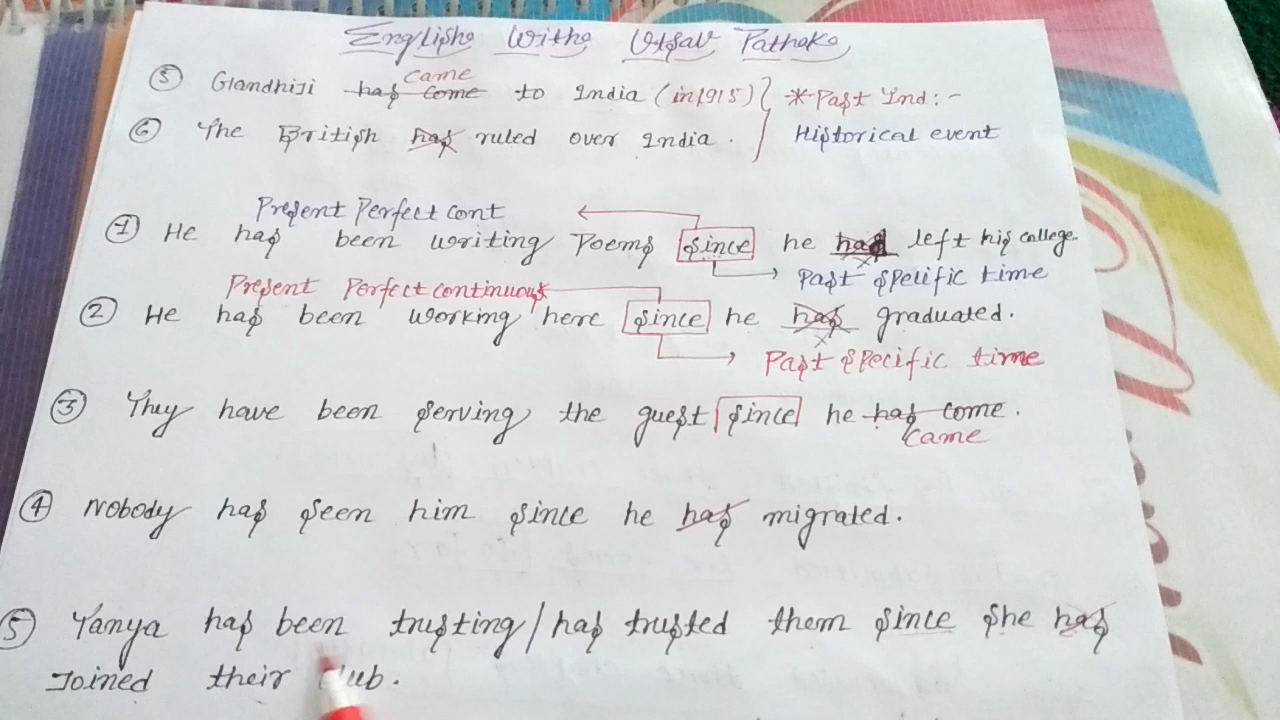 English With Utsav Pathak
came
⑤ Gandhiji has come to India (in 1915) *Past Ind:-
⑥ The British has ruled over India. Historical event
Present Perfect cont
① He has been writing Poems since he had left his college.
Past specific time
Present Perfect continuous
② He has been working here since he has graduated.
x
Past specific time
③ They have been serving the guest since he has come.
came
④ Nobody has seen him since he has migrated.
⑤ Tanya has been trusting/has trusted them since she has
Joined their club.